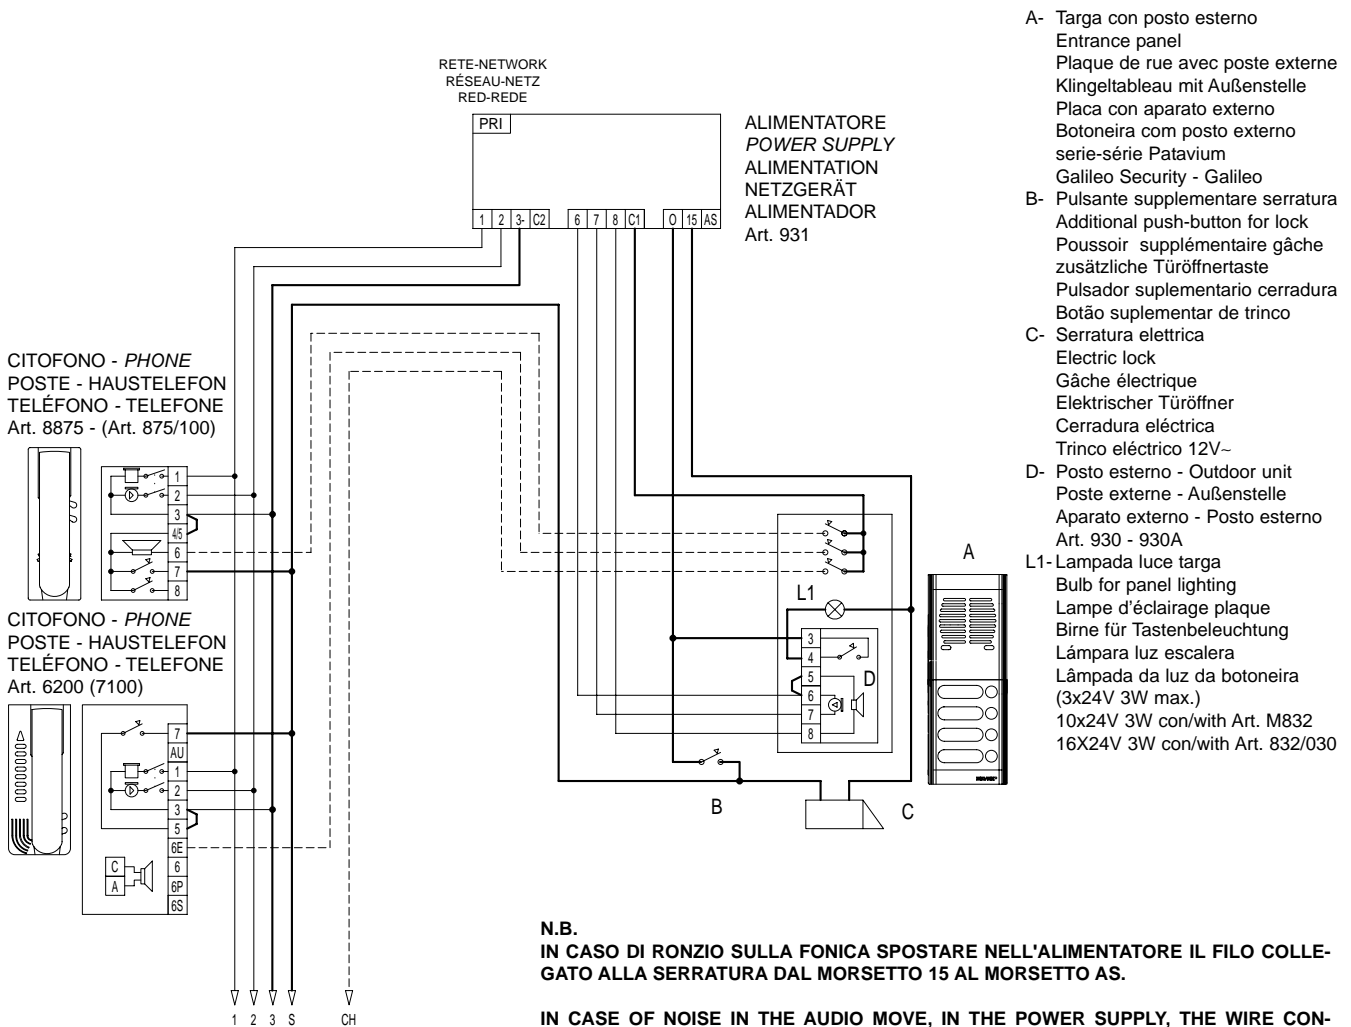 RETE-NETWORK
RÉSEAU-NETZ
RED-REDE
PRI
1 2 3- C2 6 7 8 C1 O 15 AS
ALIMENTATORE
POWER SUPPLY
ALIMENTATION
NETZGERÄT
ALIMENTADOR
Art. 931
CITOFONO - PHONE
POSTE - HAUSTELEFON
TELÉFONO - TELEFONE
Art. 8875 - (Art. 875/100)
1
2
3
4/5
6
7
8
CITOFONO - PHONE
POSTE - HAUSTELEFON
TELÉFONO - TELEFONE
Art. 6200 (7100)
7
AU
1
2
3
5
6E
6
6P
6S
C
A
1 2 3 S CH
L1
3
4
5
6
7
8
D
B
C
A
A- Targa con posto esterno
Entrance panel
Plaque de rue avec poste externe
Klingeltableau mit Außenstelle
Placa con aparato externo
Botoneira com posto externo
serie-série Patavium
Galileo Security - Galileo
B- Pulsante supplementare serratura
Additional push-button for lock
Poussoir supplémentaire gâche
zusätzliche Türöffnertaste
Pulsador suplementario cerradura
Botão suplementar de trinco
C- Serratura elettrica
Electric lock
Gâche électrique
Elektrischer Türöffner
Cerradura eléctrica
Trinco eléctrico 12V~
D- Posto esterno - Outdoor unit
Poste externe - Außenstelle
Aparato externo - Posto esterno
Art. 930 - 930A
L1- Lampada luce targa
Bulb for panel lighting
Lampe d'éclairage plaque
Birne für Tastenbeleuchtung
Lámpara luz escalera
Lâmpada da luz da botoneira
(3x24V 3W max.)
10x24V 3W con/with Art. M832
16X24V 3W con/with Art. 832/030
N.B.
IN CASO DI RONZIO SULLA FONICA SPOSTARE NELL'ALIMENTATORE IL FILO COLLE-
GATO ALLA SERRATURA DAL MORSETTO 15 AL MORSETTO AS.
IN CASE OF NOISE IN THE AUDIO MOVE, IN THE POWER SUPPLY, THE WIRE CON-